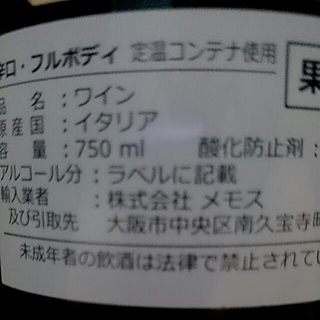 辛口・フルボディ 定温コンテナ使用 果
品 名：ワイン
原産国：イタリア
容 量：750 ml 酸化防止剤：
アルコール分：ラベルに記載
輸入業者：株式会社 メモス
及び引取先 大阪市中央区南久宝寺町
未成年者の飲酒は法律で禁止されてい